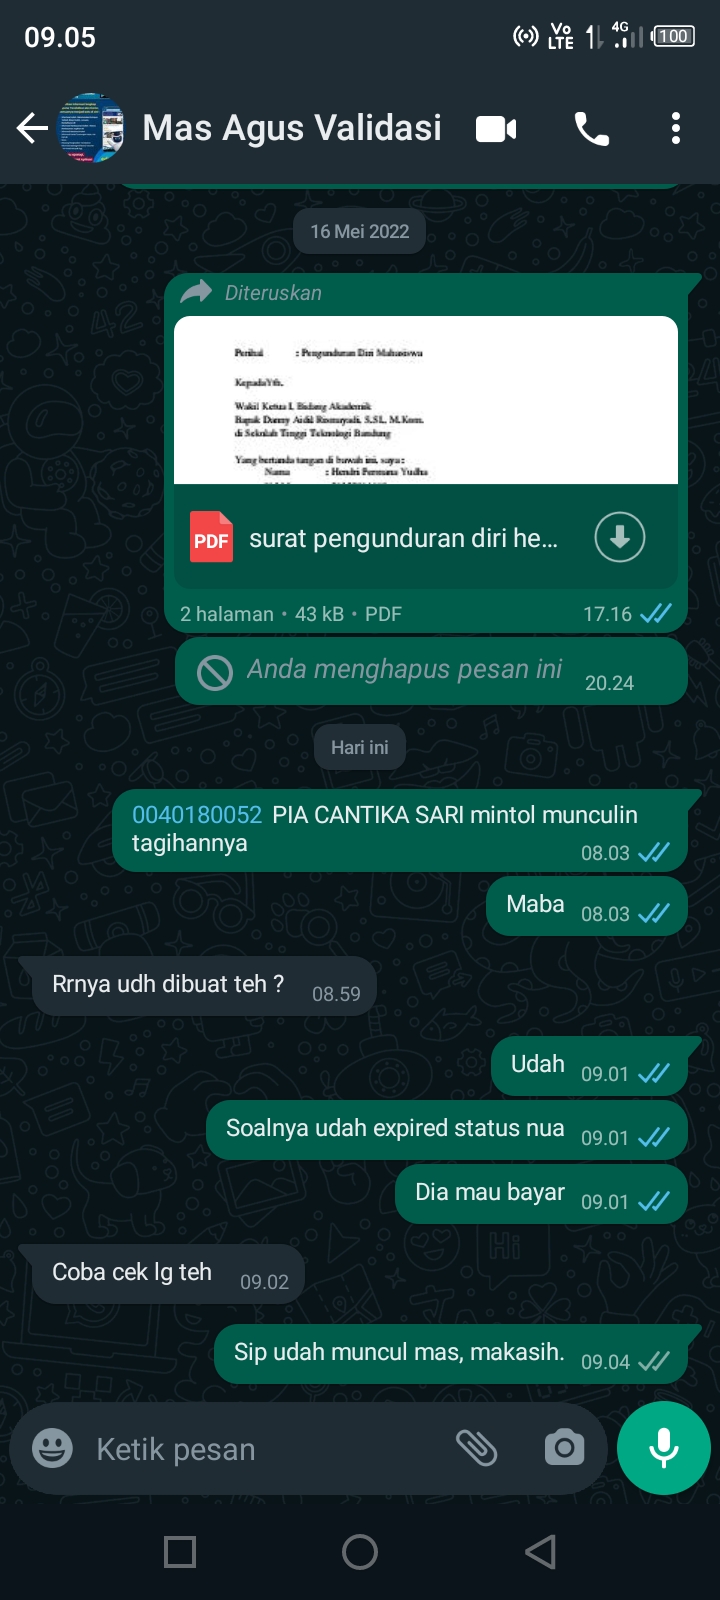 09.05
Vo
LTE
4G
100
Mas Agus Validasi
16 Mei 2022
Diteruskan
Perihal : Pengunduran Diri Mahasiswa
Kepada Yth.
Wakil Ketua I, Bidang Akademik
Bapak Danny Aidil Rismayadi, S.SI., M.Kom.
di Sekolah Tinggi Teknologi Bandung
Yang bertanda tangan di bawah ini, saya :
Nama : Hendri Permana Yudha
PDF
surat pengunduran diri he...
2 halaman • 43 kB • PDF 17.16
Anda menghapus pesan ini 20.24
Hari ini
0040180052 PIA CANTIKA SARI mintol munculin
tagihannya
08.03
Maba 08.03
Rrnya udh dibuat teh ? 08.59
Udah 09.01
Soalnya udah expired status nua 09.01
Dia mau bayar 09.01
Coba cek lg teh 09.02
Sip udah muncul mas, makasih. 09.04
Ketik pesan